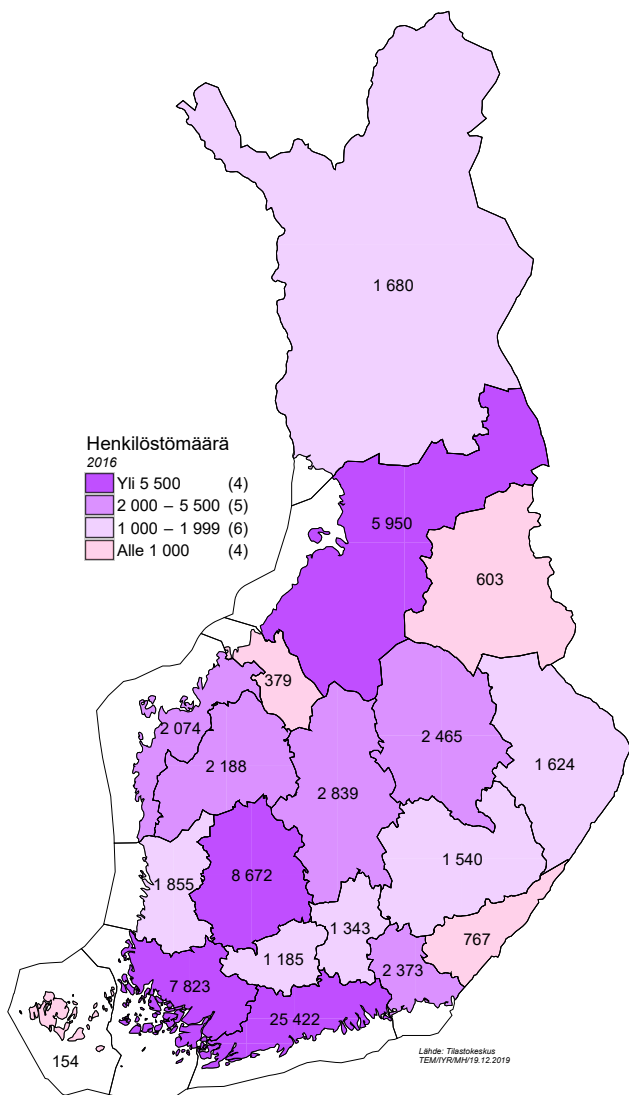 1 680
Henkilöstömäärä
2016
Yli 5 500 (4)
2 000 – 5 500 (5)
1 000 – 1 999 (6)
Alle 1 000 (4)
5 950
603
379
2 074
2 465
2 188
1 624
2 839
1 540
8 672
1 855
1 343
767
1 185
2 373
7 823
25 422
154
Lähde: Tilastokeskus
TEM/IYR/MH/19.12.2019